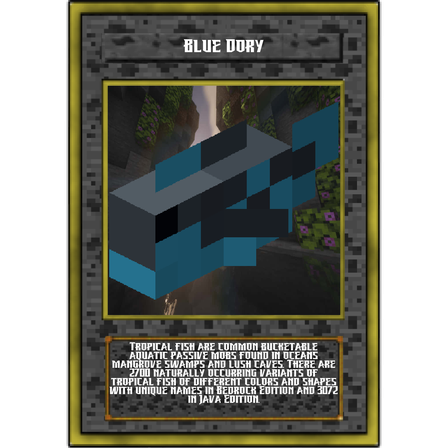 Blue Dory
Tropical fish are common bucketable
aquatic passive mobs found in oceans
mangrove swamps and lush caves. There are
2700 naturally occurring variants of
tropical fish of different colors and shapes
with unique names in Bedrock Edition and 3072
in Java Edition.